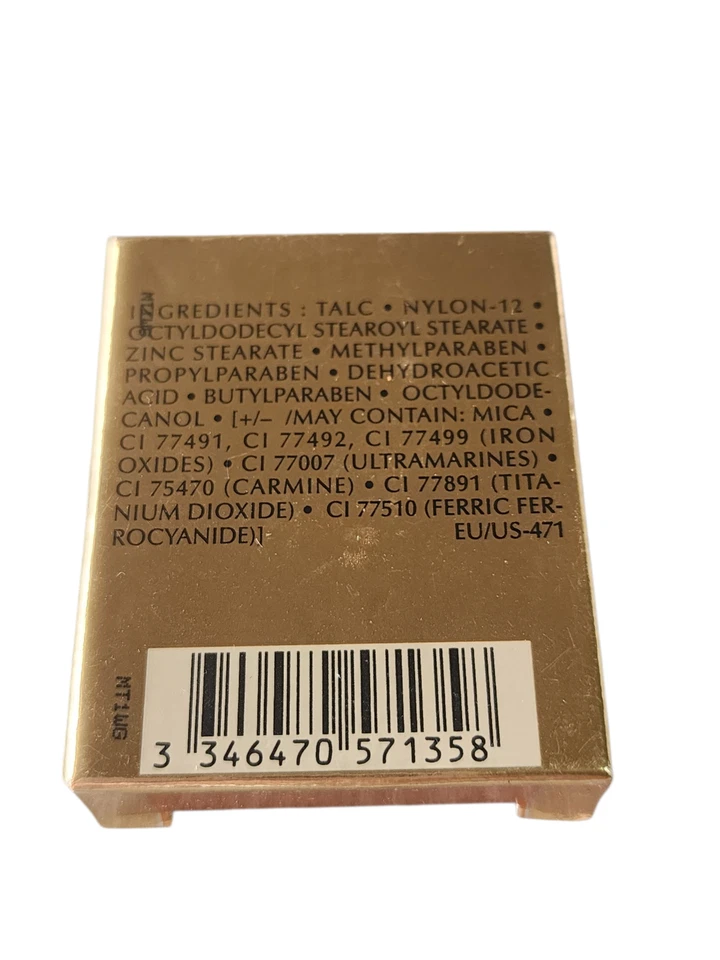 INGREDIENTS : TALC • NYLON-12 •
OCTYLDODECYL STEAROYL STEARATE •
ZINC STEARATE • METHYLPARABEN •
PROPYLPARABEN • DEHYDROACETIC
ACID • BUTYLPARABEN • OCTYLDODE-
CANOL • [+/– /MAY CONTAIN: MICA •
CI 77491, CI 77492, CI 77499 (IRON
OXIDES) • CI 77007 (ULTRAMARINES) •
CI 75470 (CARMINE) • CI 77891 (TITA-
NIUM DIOXIDE) • CI 77510 (FERRIC FER-
ROCYANIDE)] EU/US-471
MT1WG
3 346470 571358